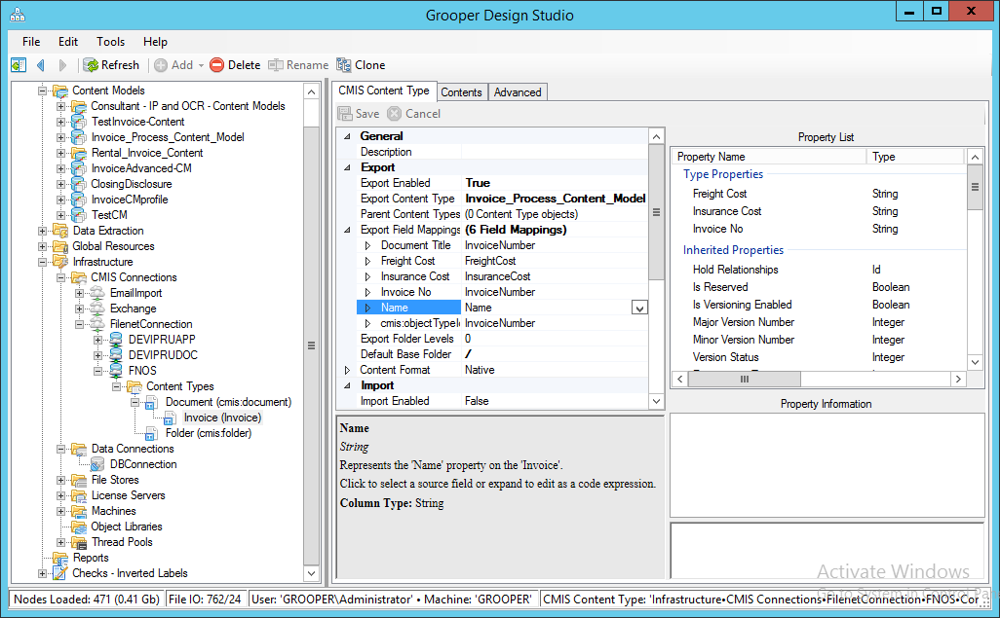 Grooper Design Studio
File Edit Tools Help
Refresh Add Delete Rename Clone
Content Models
Consultant - IP and OCR - Content Models
TestInvoice-Content
Invoice_Process_Content_Model
Rental_Invoice_Content
InvoiceAdvanced-CM
ClosingDisclosure
InvoiceCMprofile
TestCM
Data Extraction
Global Resources
Infrastructure
CMIS Connections
EmailImport
Exchange
FilenetConnection
DEVIPRUAPP
DEVIPRUDOC
FNOS
Content Types
Document (cmis:document)
Invoice (Invoice)
Folder (cmis:folder)
Data Connections
DBConnection
File Stores
License Servers
Machines
Object Libraries
Thread Pools
Reports
Checks - Inverted Labels
CMIS Content Type Contents Advanced
Save Cancel
General
Description
Export
Export Enabled True
Export Content Type Invoice_Process_Content_Model
Parent Content Types (0 Content Type objects)
Export Field Mappings (6 Field Mappings)
Document Title InvoiceNumber
Freight Cost FreightCost
Insurance Cost InsuranceCost
Invoice No InvoiceNumber
Name Name
cmis:objectTypeI InvoiceNumber
Export Folder Levels 0
Default Base Folder /
Content Format Native
Import
Import Enabled False
Name
String
Represents the 'Name' property on the 'Invoice'.
Click to select a source field or expand to edit as a code expression.
Column Type: String
Property List
Property Name Type
Type Properties
Freight Cost String
Insurance Cost String
Invoice No String
Inherited Properties
Hold Relationships Id
Is Reserved Boolean
Is Versioning Enabled Boolean
Major Version Number Integer
Minor Version Number Integer
Version Status Integer
Property Information
Activate Windows
Go to System in Control Pa
Nodes Loaded: 471 (0.41 Gb) File IO: 762/24 User: 'GROOPER\Administrator' • Machine: 'GROOPER' CMIS Content Type: 'Infrastructure•CMIS Connections•FilenetConnection•FNOS•Cor